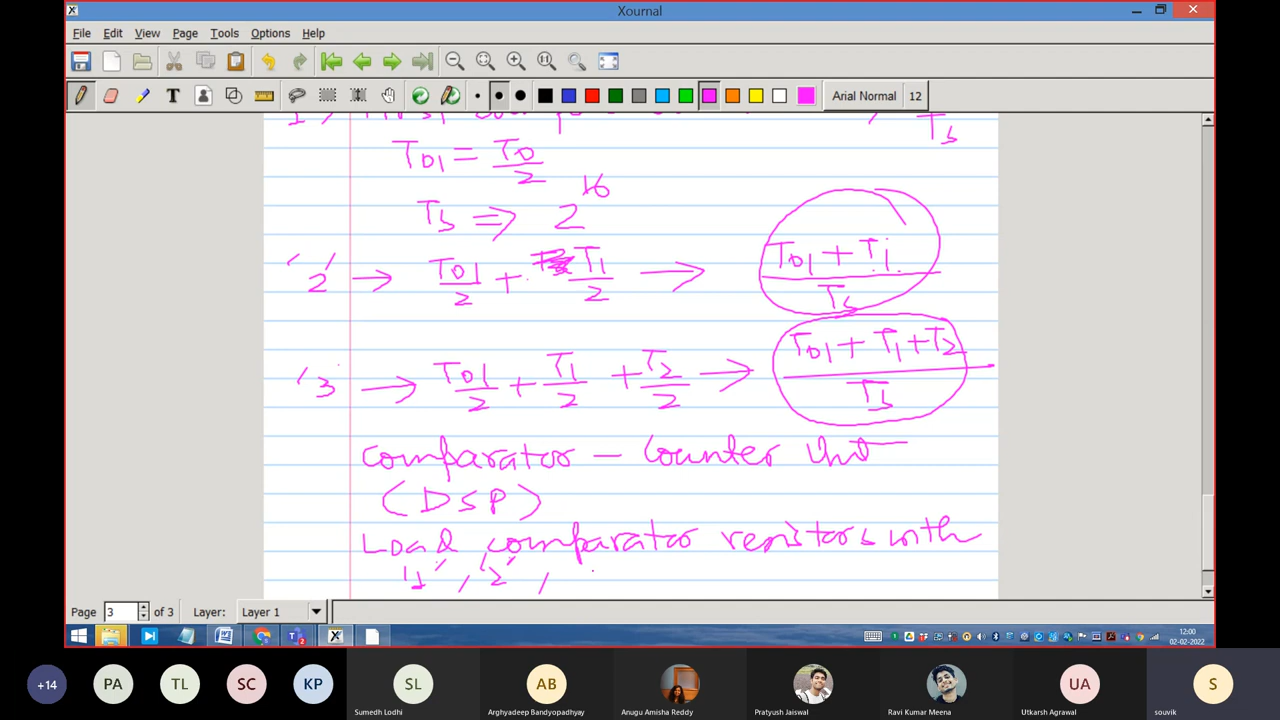 Xournal
File Edit View Page Tools Options Help
Arial Normal 12
T01 = T0/2
Ts ⇒ 2^16
'2' → T01/2 + T1/2 → (T01 + T1)/Ts
'3' → T01/2 + T1/2 + T2/2 → (T01 + T1 + T2)/Ts
comparator – Counter Unit
(DSP)
Load comparator resistors with
'1', '2',
Page 3 of 3 Layer: Layer 1
12:00
02-02-2022
+14 PA TL SC KP SL AB UA S
Sumedh Lodhi Arghyadeep Bandyopadhyay Anugu Amisha Reddy Pratyush Jaiswal Ravi Kumar Meena Utkarsh Agrawal souvik